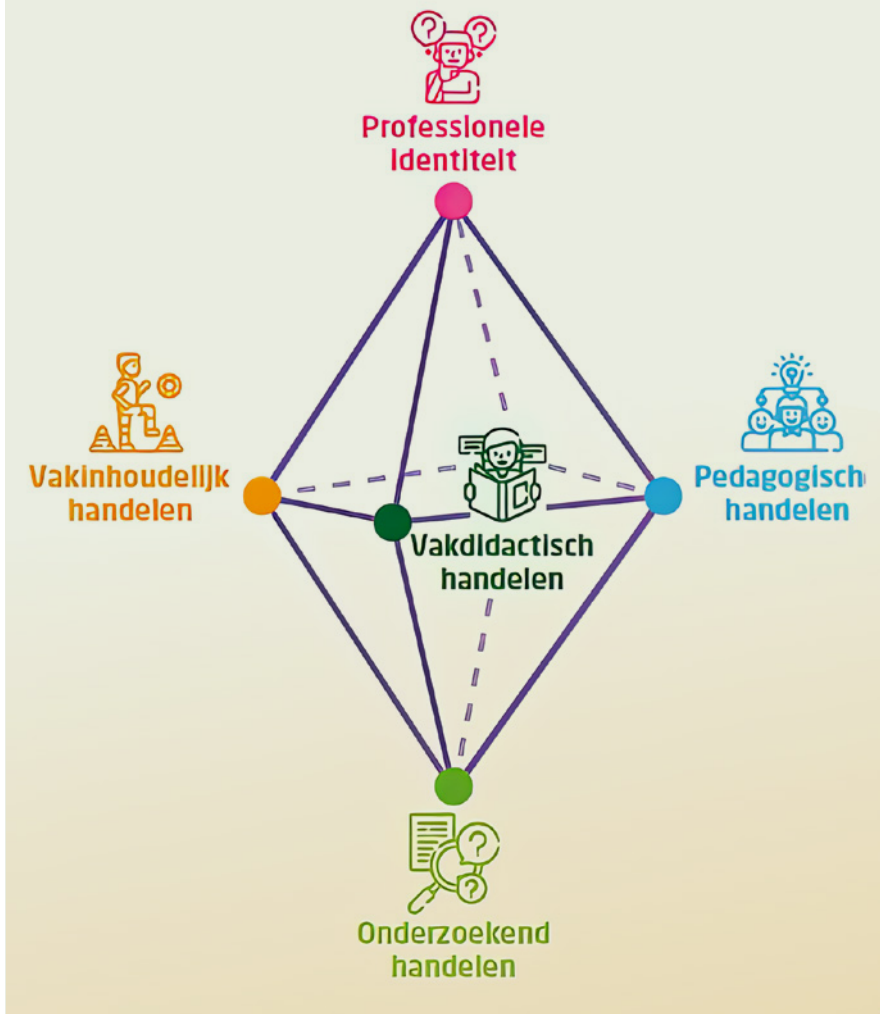 Professionele
Identiteit
Vakinhoudelijk
handelen
Pedagogisch
handelen
Vakdidactisch
handelen
Onderzoekend
handelen